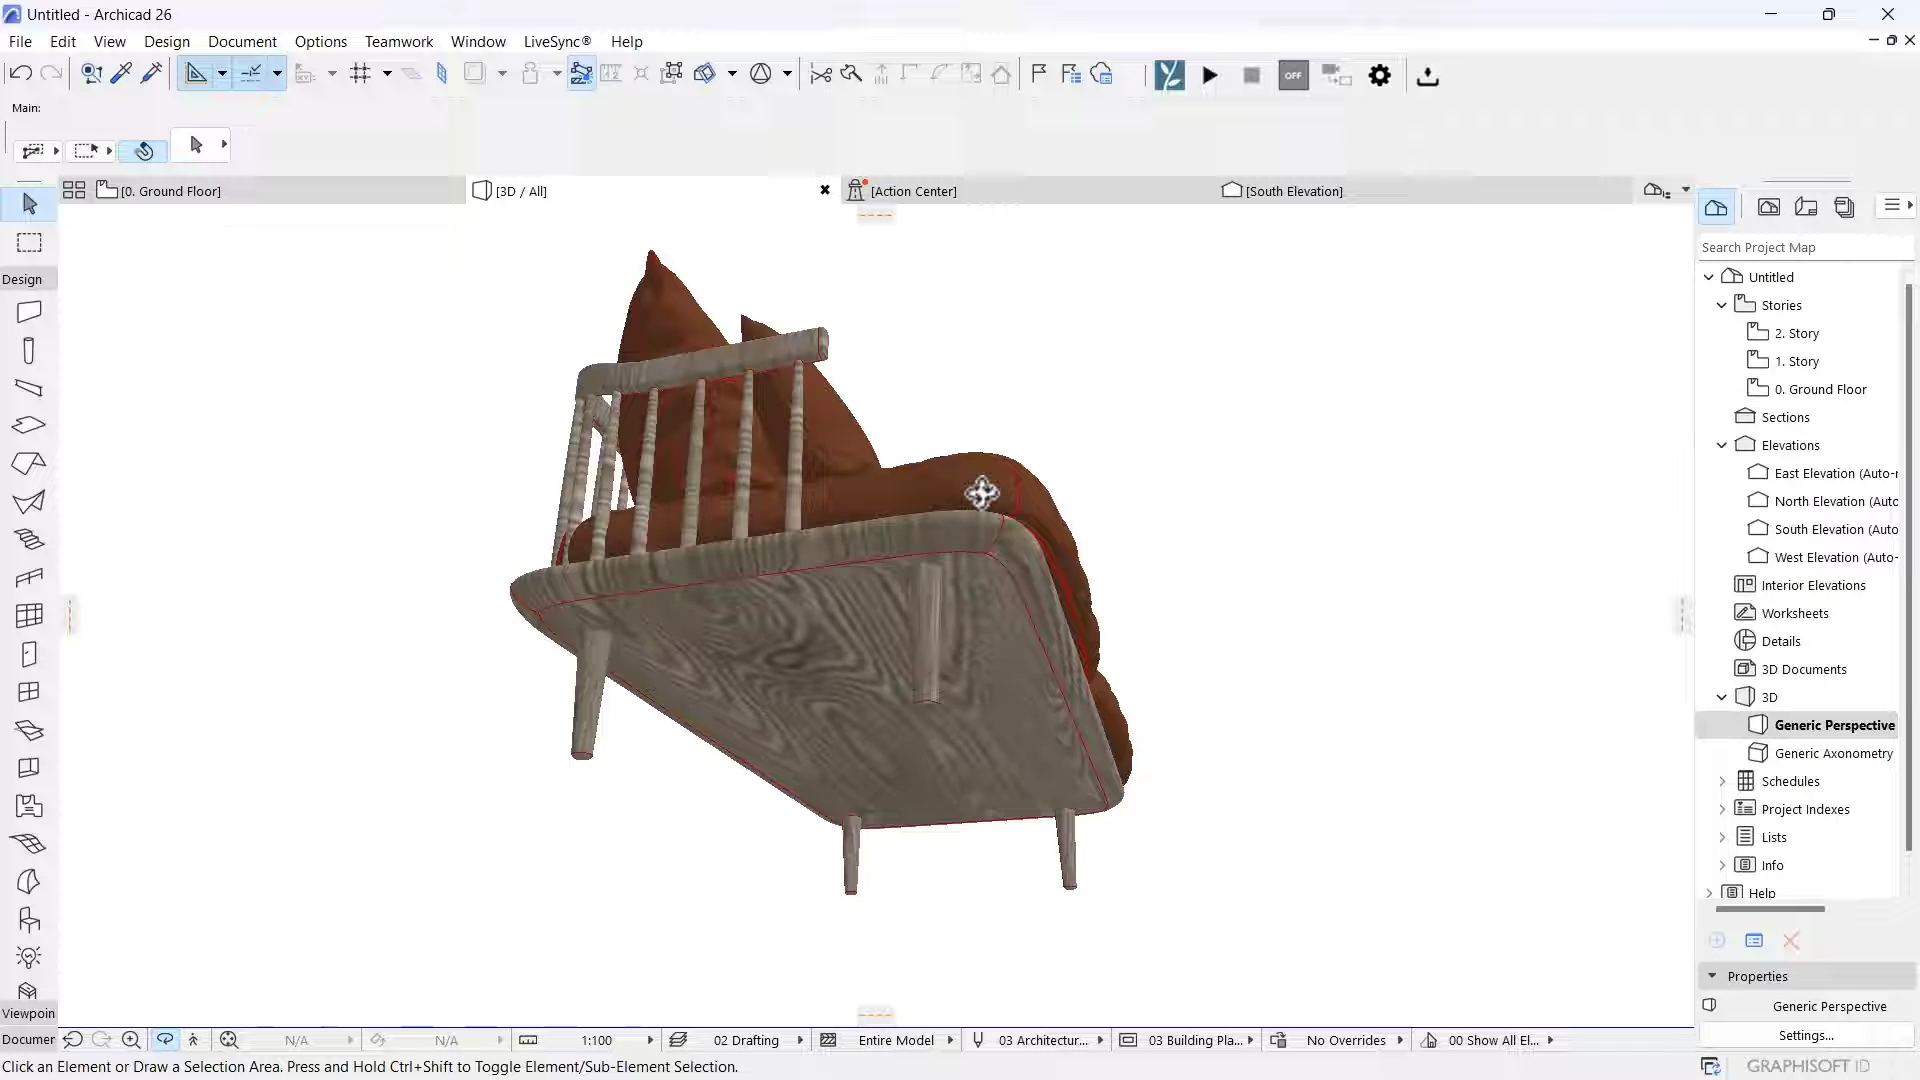 Untitled - Archicad 26
File Edit View Design Document Options Teamwork Window LiveSync® Help
OFF
Main:
[0. Ground Floor] [3D / All] [Action Center] [South Elevation]
Search Project Map
Design
Untitled
Stories
2. Story
1. Story
0. Ground Floor
Sections
Elevations
East Elevation (Auto-r
North Elevation (Auto
South Elevation (Auto
West Elevation (Auto-
Interior Elevations
Worksheets
Details
3D Documents
3D
Generic Perspective
Generic Axonometry
Schedules
Project Indexes
Lists
Info
Help
Properties
Generic Perspective
Settings...
Viewpoin
Documer
N/A N/A 1:100 02 Drafting Entire Model 03 Architectur... 03 Building Pla... No Overrides 00 Show All El...
Click an Element or Draw a Selection Area. Press and Hold Ctrl+Shift to Toggle Element/Sub-Element Selection.
GRAPHISOFT ID